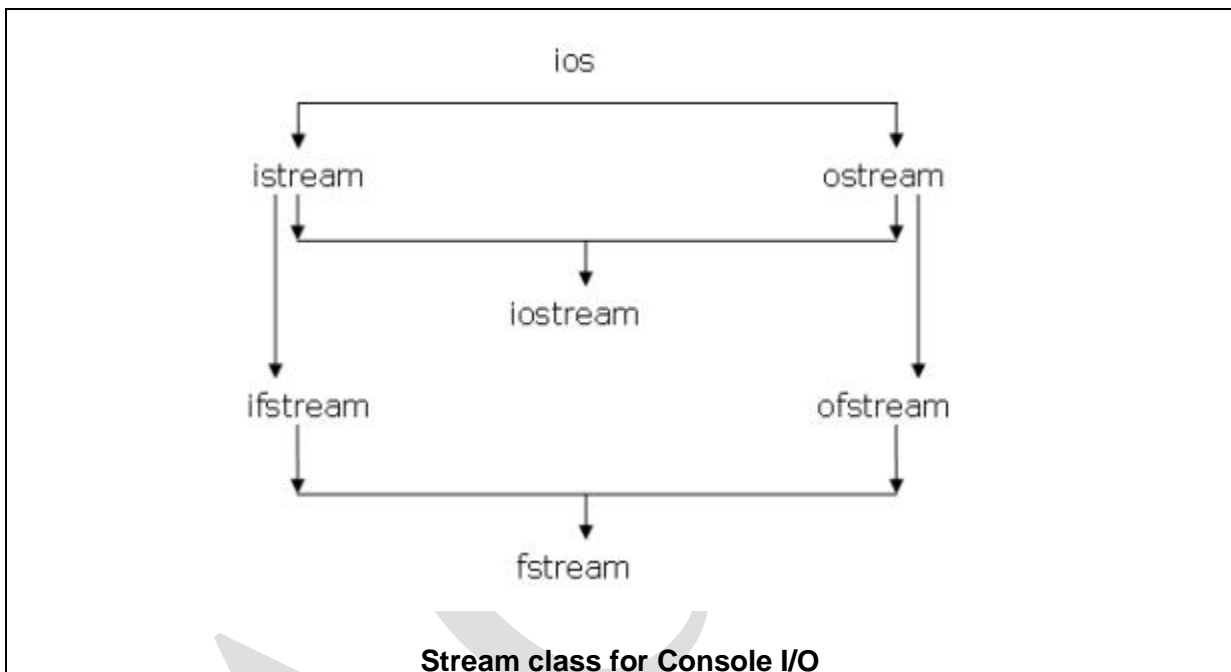 ios
istream ostream
iostream
ifstream ofstream
fstream
Stream class for Console I/O